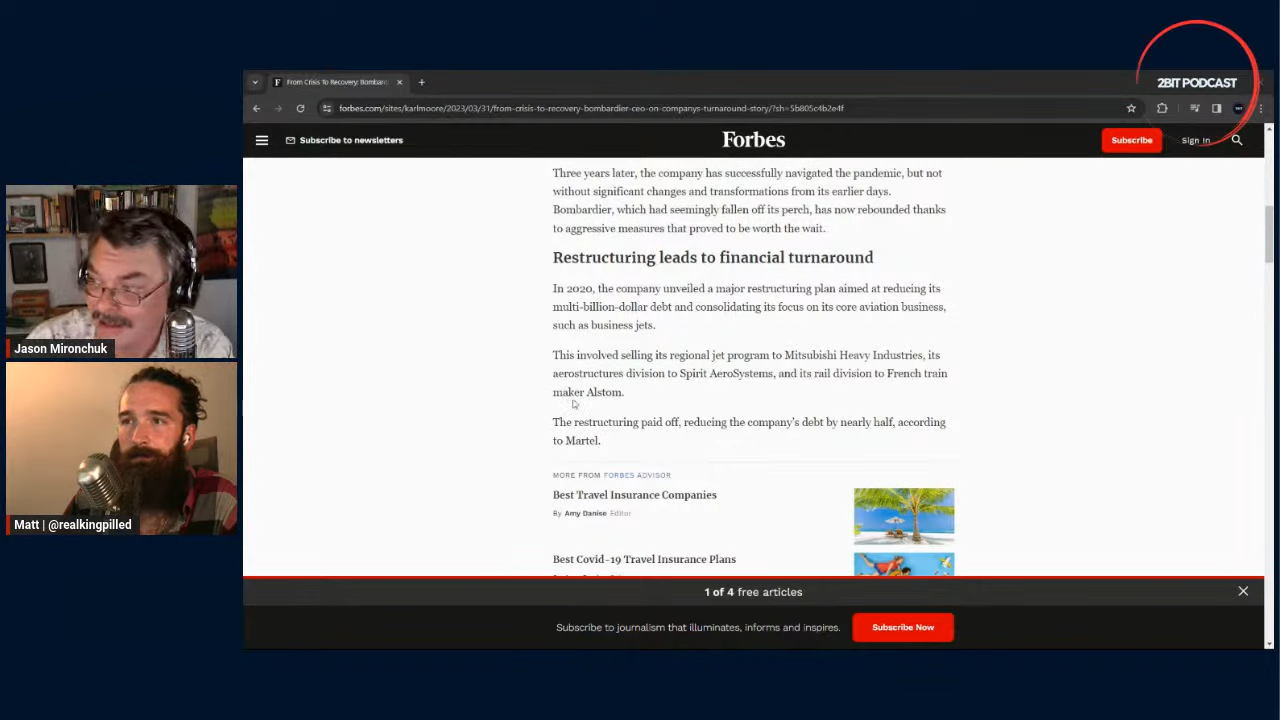 2BIT PODCAST
From Crisis To Recovery: Bombar
forbes.com/sites/karlmoore/2023/03/31/from-crisis-to-recovery-bombardier-ceo-on-companys-turnaround-story/?sh=5b805c4b2e4f
Subscribe to newsletters
Forbes
Subscribe
Sign In
Three years later, the company has successfully navigated the pandemic, but not
without significant changes and transformations from its earlier days.
Bombardier, which had seemingly fallen off its perch, has now rebounded thanks
to aggressive measures that proved to be worth the wait.
Restructuring leads to financial turnaround
In 2020, the company unveiled a major restructuring plan aimed at reducing its
multi-billion-dollar debt and consolidating its focus on its core aviation business,
such as business jets.
This involved selling its regional jet program to Mitsubishi Heavy Industries, its
aerostructures division to Spirit AeroSystems, and its rail division to French train
maker Alstom.
The restructuring paid off, reducing the company's debt by nearly half, according
to Martel.
MORE FROM FORBES ADVISOR
Best Travel Insurance Companies
By Amy Danise Editor
Best Covid-19 Travel Insurance Plans
1 of 4 free articles
Subscribe to journalism that illuminates, informs and inspires.
Subscribe Now
Jason Mironchuk
Matt | @realkingpilled